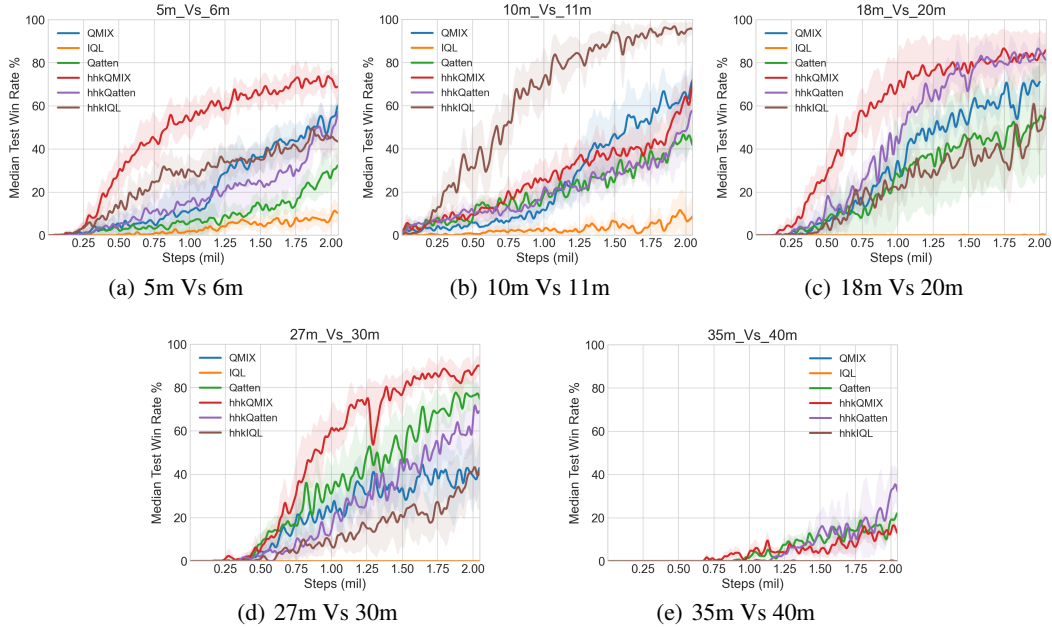 5m_Vs_6m
Median Test Win Rate %
100
80
60
40
20
0
QMIX
IQL
Qatten
hhkQMIX
hhkQatten
hhkIQL
0.25 0.50 0.75 1.00 1.25 1.50 1.75 2.00
Steps (mil)
(a) 5m Vs 6m
10m_Vs_11m
Median Test Win Rate %
100
80
60
40
20
0
QMIX
IQL
Qatten
hhkQMIX
hhkQatten
hhkIQL
0.25 0.50 0.75 1.00 1.25 1.50 1.75 2.00
Steps (mil)
(b) 10m Vs 11m
18m_Vs_20m
Median Test Win Rate %
100
80
60
40
20
0
QMIX
IQL
Qatten
hhkQMIX
hhkQatten
hhkIQL
0.25 0.50 0.75 1.00 1.25 1.50 1.75 2.00
Steps (mil)
(c) 18m Vs 20m
27m_Vs_30m
Median Test Win Rate %
100
80
60
40
20
0
QMIX
IQL
Qatten
hhkQMIX
hhkQatten
hhkIQL
0.25 0.50 0.75 1.00 1.25 1.50 1.75 2.00
Steps (mil)
(d) 27m Vs 30m
35m_Vs_40m
Median Test Win Rate %
100
80
60
40
20
0
QMIX
IQL
Qatten
hhkQMIX
hhkQatten
hhkIQL
0.25 0.50 0.75 1.00 1.25 1.50 1.75 2.00
Steps (mil)
(e) 35m Vs 40m